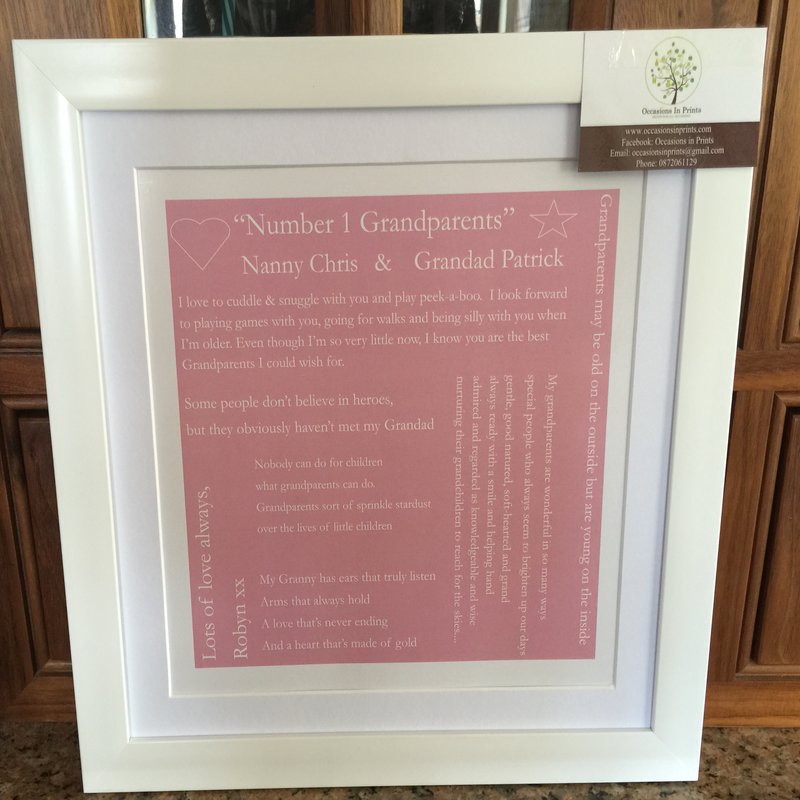 Occasions In Prints
www.occasionsinprints.com
Facebook: Occasions in Prints
Email: occasionsinprints@gmail.com
Phone: 0872061129
“Number 1 Grandparents”
Nanny Chris & Grandad Patrick
I love to cuddle & snuggle with you and play peek-a-boo. I look forward
to playing games with you, going for walks and being silly with you when
I'm older. Even though I'm so very little now, I know you are the best
Grandparents I could wish for.
Some people don't believe in heroes,
but they obviously haven't met my Grandad
Nobody can do for children
what grandparents can do.
Grandparents sort of sprinkle stardust
over the lives of little children
My Granny has ears that truly listen
Arms that always hold
A love that's never ending
And a heart that's made of gold
Lots of love always,
Robyn xx
My grandparents are wonderful in so many ways
special people who always seem to brighten up our days
gentle, good natured, soft-hearted and grand
always ready with a smile and helping hand
admired and regarded as knowledgeable and wise
nurturing their grandchildren to reach for the skies....
Grandparents may be old on the outside but are young on the inside